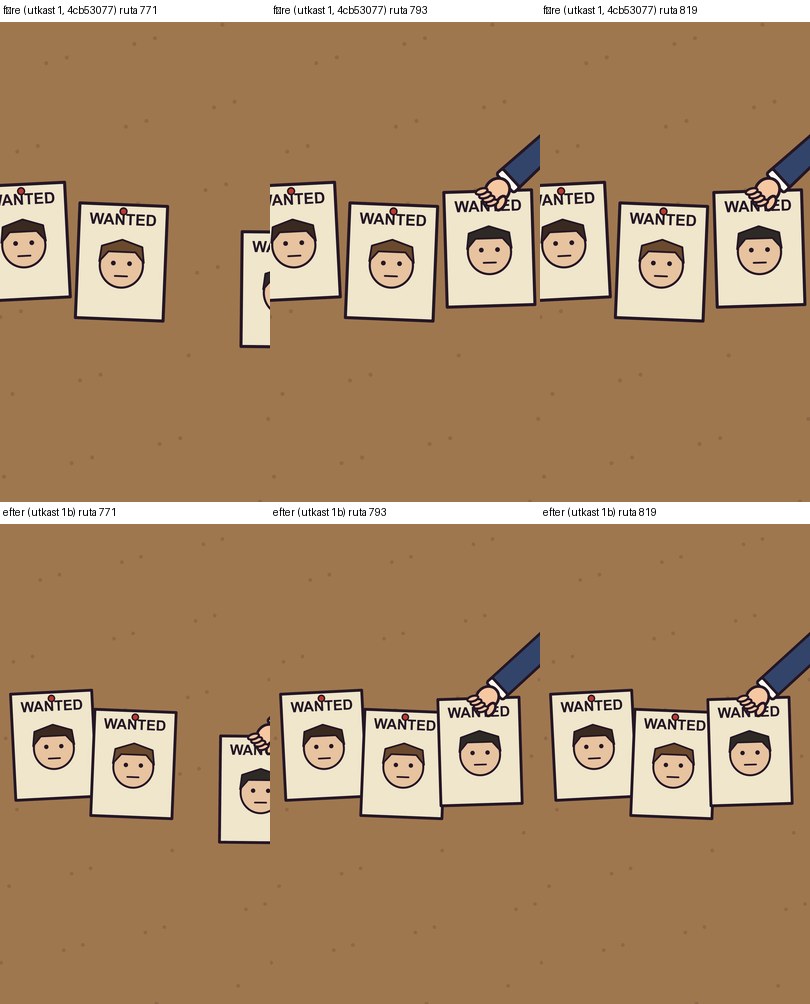 före (utkast 1, 4cb53077) ruta 771
före (utkast 1, 4cb53077) ruta 793
före (utkast 1, 4cb53077) ruta 819
WANTED
WANTED
WANTED
WANTED
WANTED
WANTED
WANTED
efter (utkast 1b) ruta 771
efter (utkast 1b) ruta 793
efter (utkast 1b) ruta 819
WANTED
WANTED
WANTED
WANTED
WANTED
WANTED
WANTED
WANTED